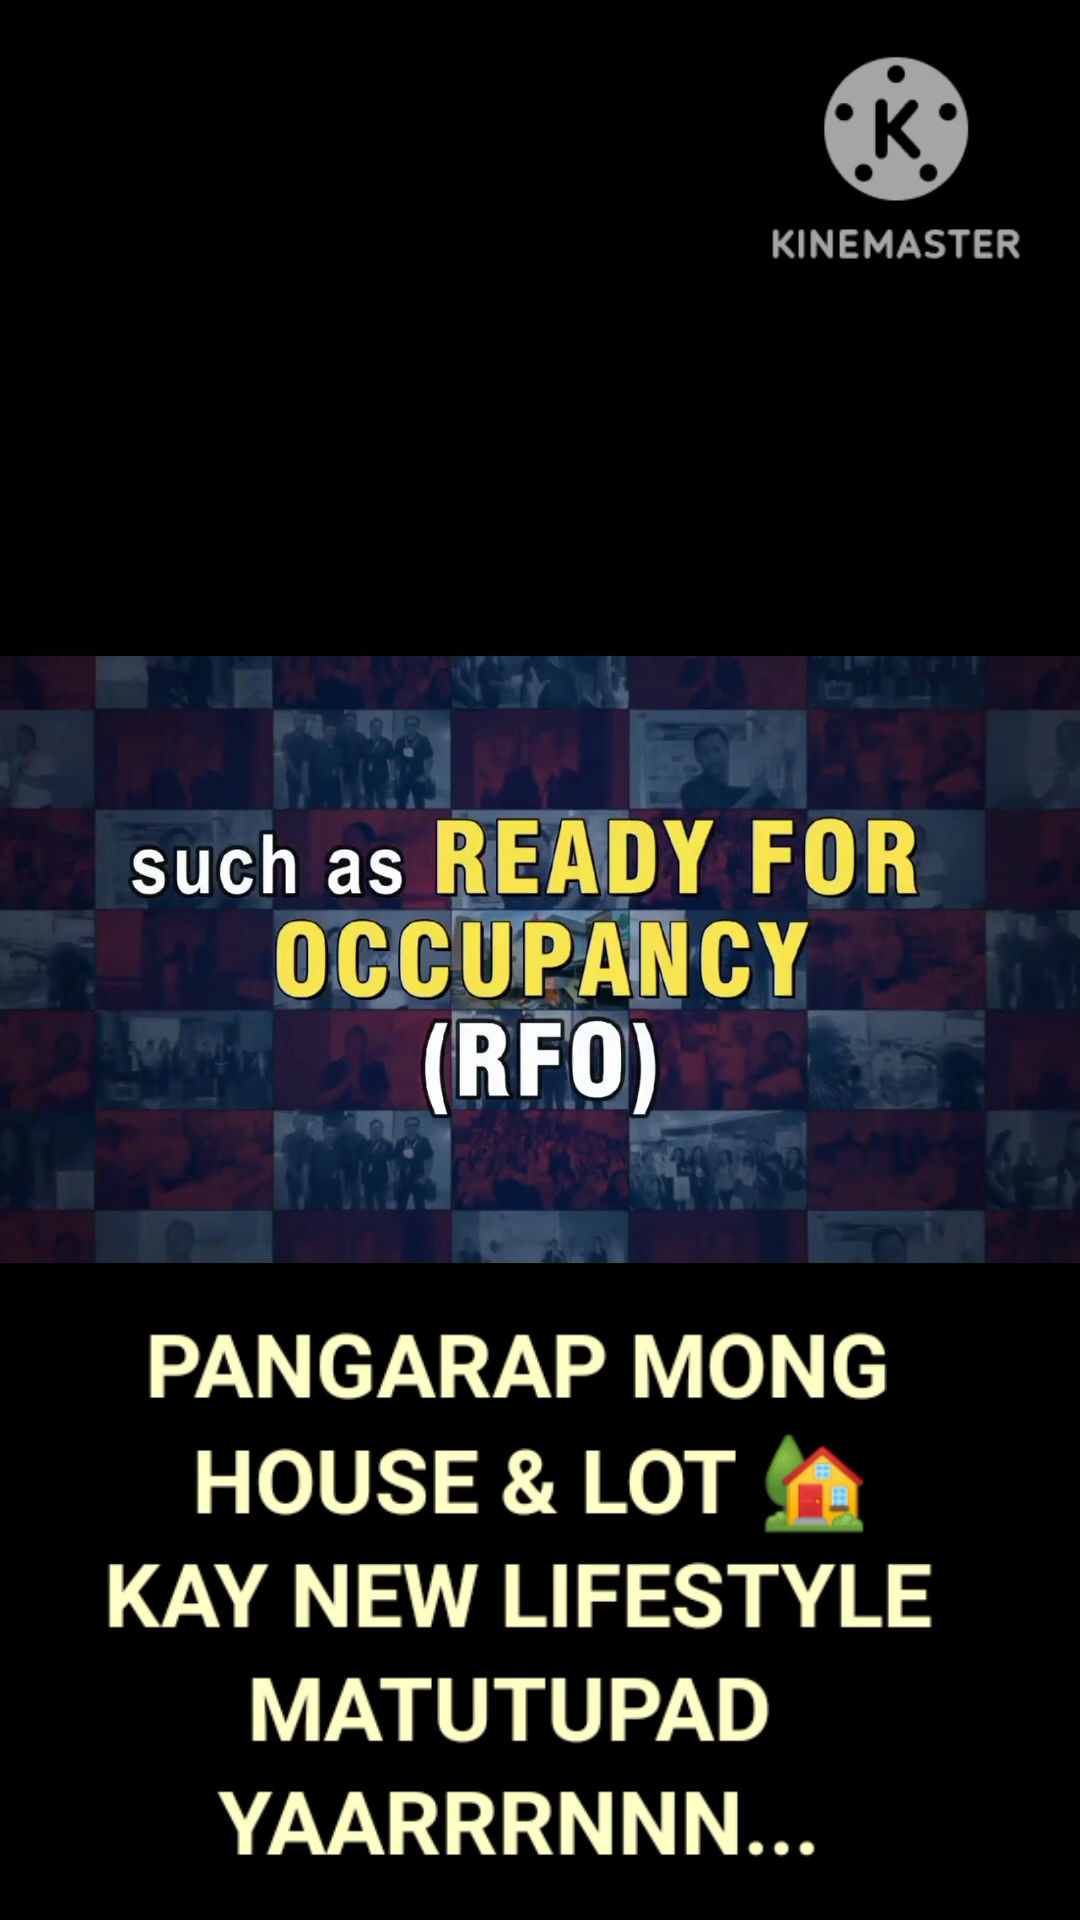 K
KINEMASTER
such as READY FOR
OCCUPANCY
(RFO)
PANGARAP MONG
HOUSE & LOT 🏡
KAY NEW LIFESTYLE
MATUTUPAD
YAARRRNNN...